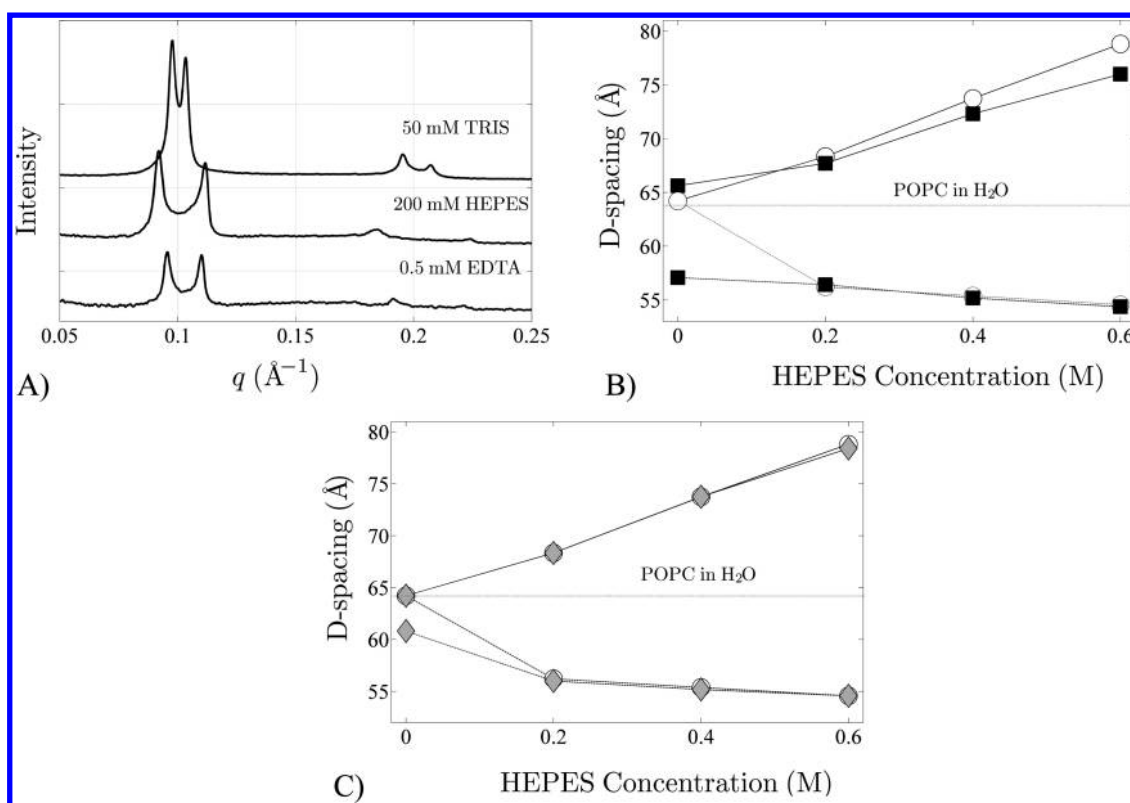 Intensity
50 mM TRIS
200 mM HEPES
0.5 mM EDTA
0.05 0.1 0.15 0.2 0.25
q (Å⁻¹)
A)
D-spacing (Å)
80
75
70
65
60
55
POPC in H₂O
0 0.2 0.4 0.6
HEPES Concentration (M)
B)
D-spacing (Å)
80
75
70
65
60
55
POPC in H₂O
0 0.2 0.4 0.6
HEPES Concentration (M)
C)